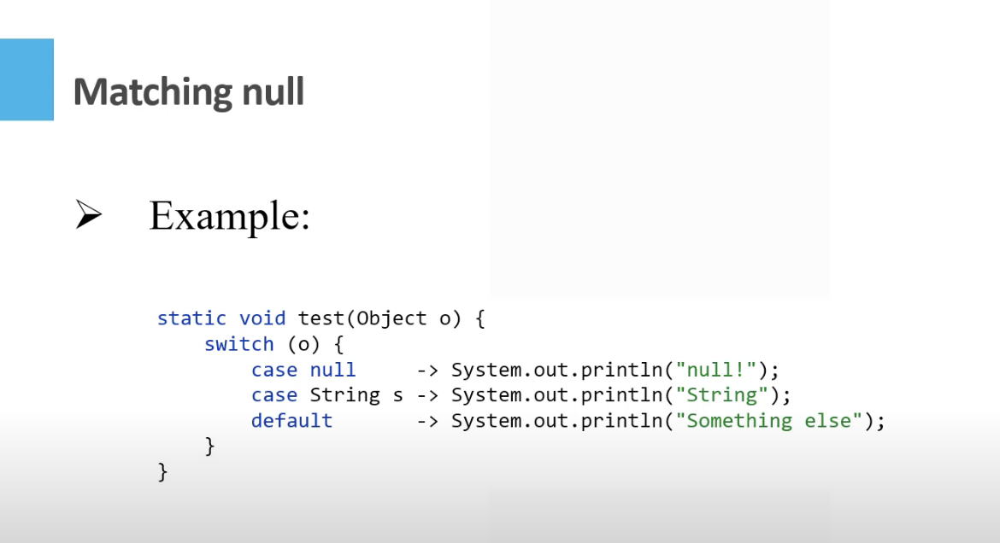 Matching null
Example:
static void test(Object o) {
    switch (o) {
        case null     -> System.out.println("null!");
        case String s -> System.out.println("String");
        default       -> System.out.println("Something else");
    }
}